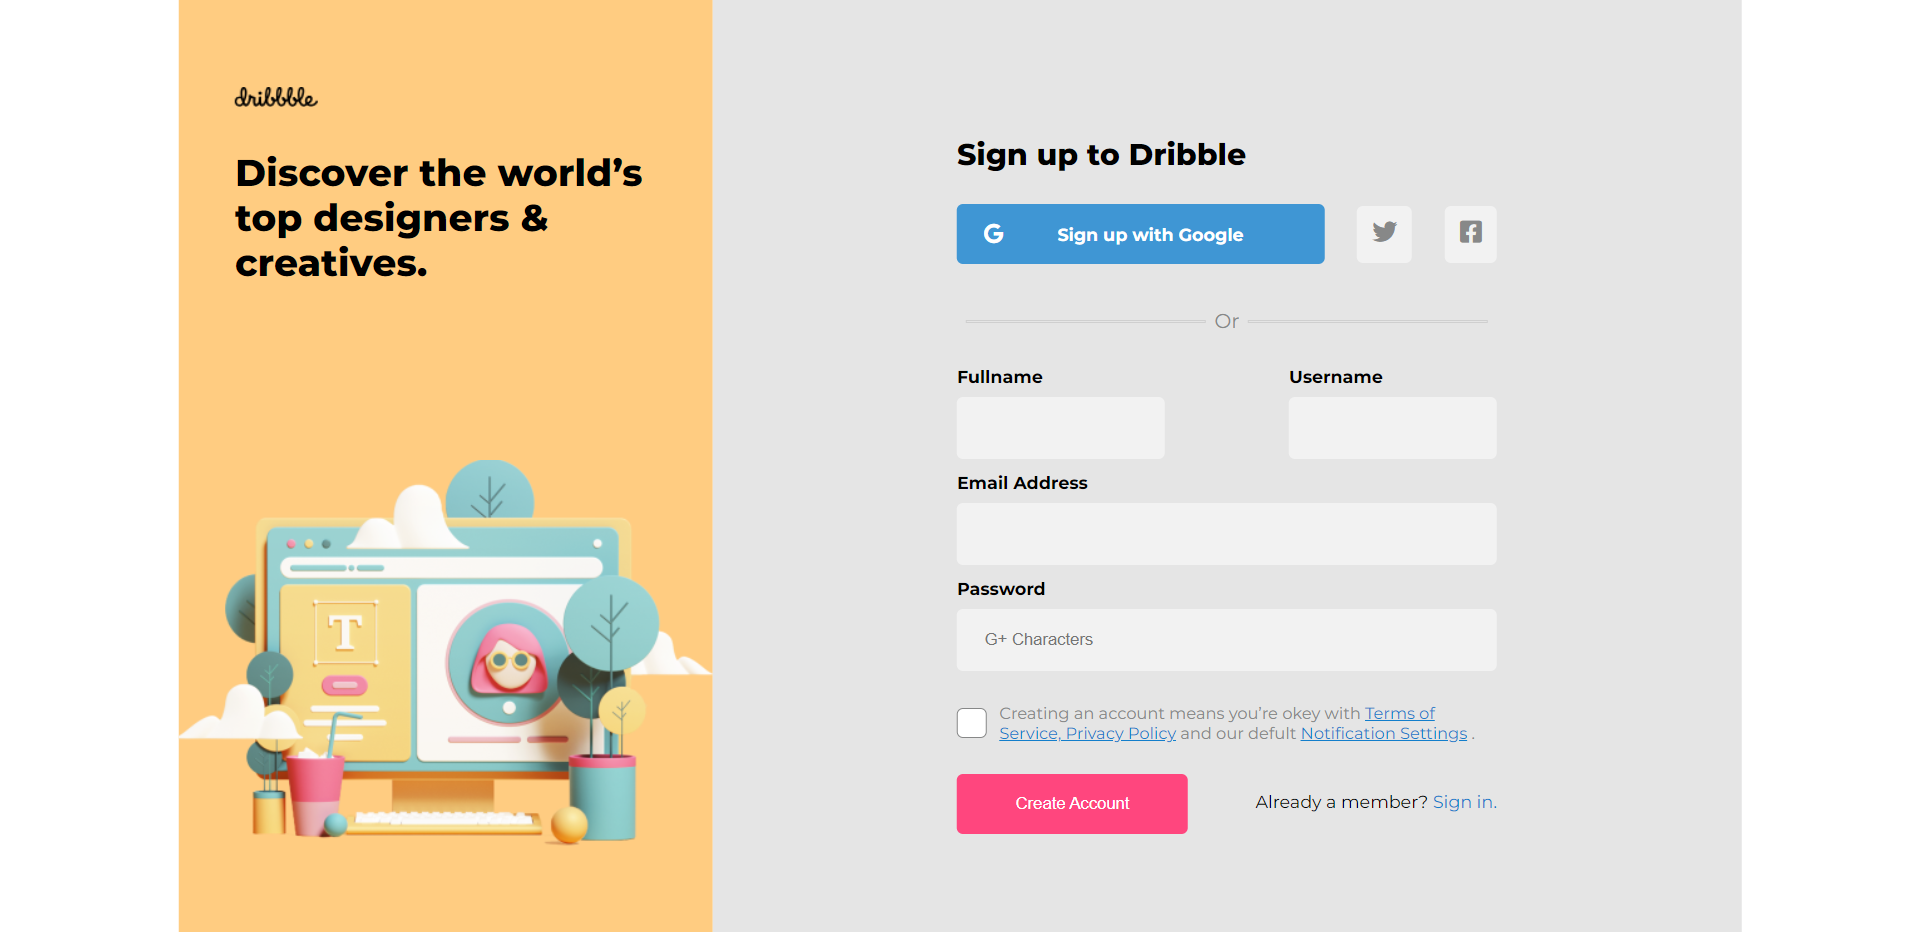 dribbble
Discover the world’s
top designers &
creatives.
T
Sign up to Dribble
G Sign up with Google
Or
Fullname
Username
Email Address
Password
G+ Characters
Creating an account means you’re okey with Terms of
Service, Privacy Policy and our defult Notification Settings .
Create Account
Already a member? Sign in.